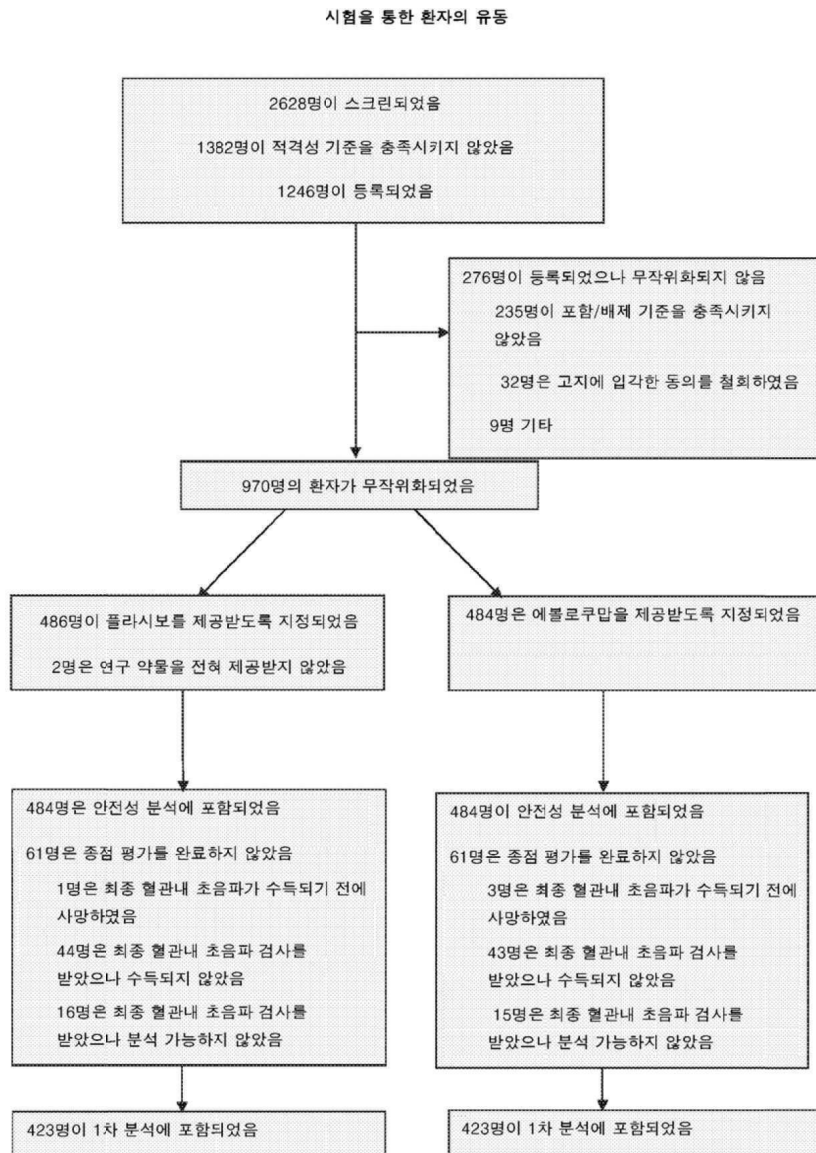 시험을 통한 환자의 유동
2628명이 스크린되었음
1382명이 적격성 기준을 충족시키지 않았음
1246명이 등록되었음
276명이 등록되었으나 무작위화되지 않음
235명이 포함/배제 기준을 충족시키지
않았음
32명은 고지에 입각한 동의를 철회하였음
9명 기타
970명의 환자가 무작위화되었음
486명이 플라시보를 제공받도록 지정되었음
2명은 연구 약물을 전혀 제공받지 않았음
484명은 에볼로쿠맙을 제공받도록 지정되었음
484명은 안전성 분석에 포함되었음
61명은 종점 평가를 완료하지 않았음
1명은 최종 혈관내 초음파가 수득되기 전에
사망하였음
44명은 최종 혈관내 초음파 검사를
받았으나 수득되지 않았음
16명은 최종 혈관내 초음파 검사를
받았으나 분석 가능하지 않았음
484명이 안전성 분석에 포함되었음
61명은 종점 평가를 완료하지 않았음
3명은 최종 혈관내 초음파가 수득되기 전에
사망하였음
43명은 최종 혈관내 초음파 검사를
받았으나 수득되지 않았음
15명은 최종 혈관내 초음파 검사를
받았으나 분석 가능하지 않았음
423명이 1차 분석에 포함되었음
423명이 1차 분석에 포함되었음